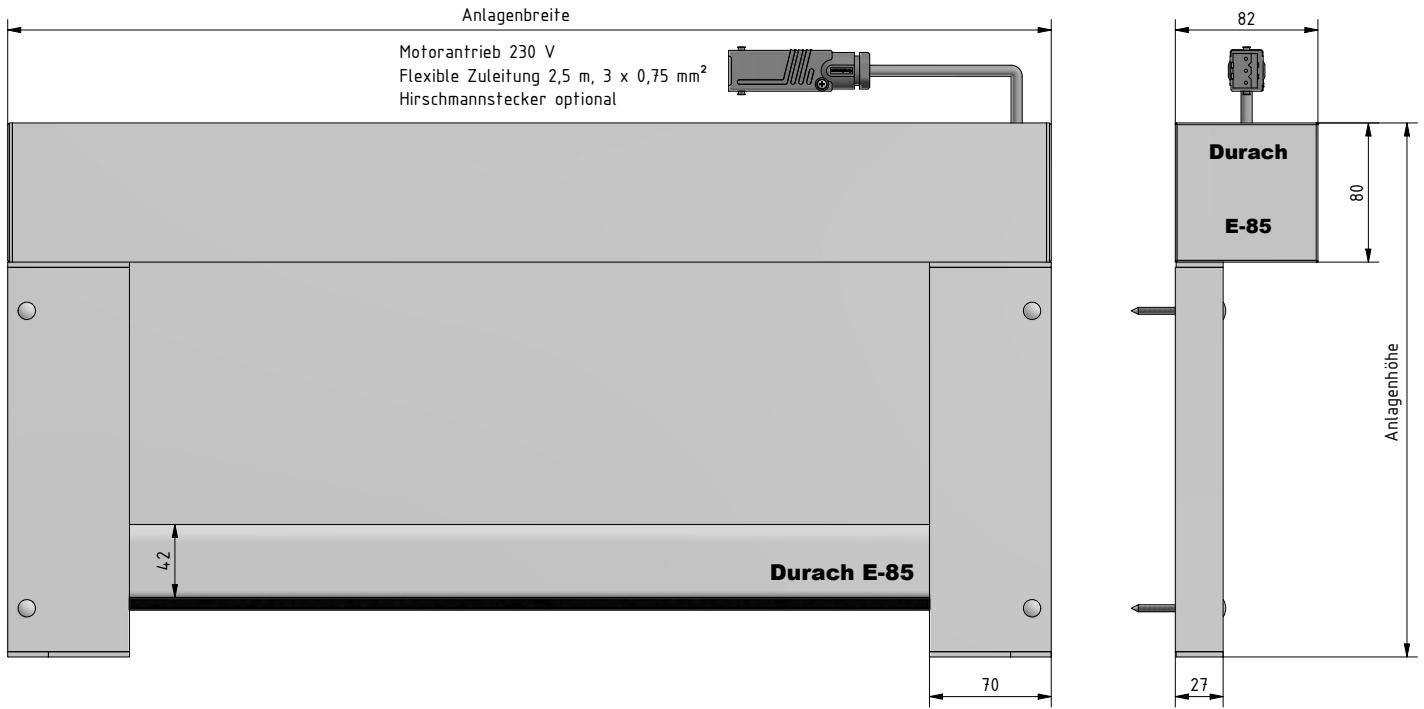 Anlagenbreite
82
Motorantrieb 230 V
Flexible Zuleitung 2,5 m, 3 x 0,75 mm²
Hirschmannstecker optional
Durach
E-85
80
Anlagenhöhe
42
Durach E-85
70
27